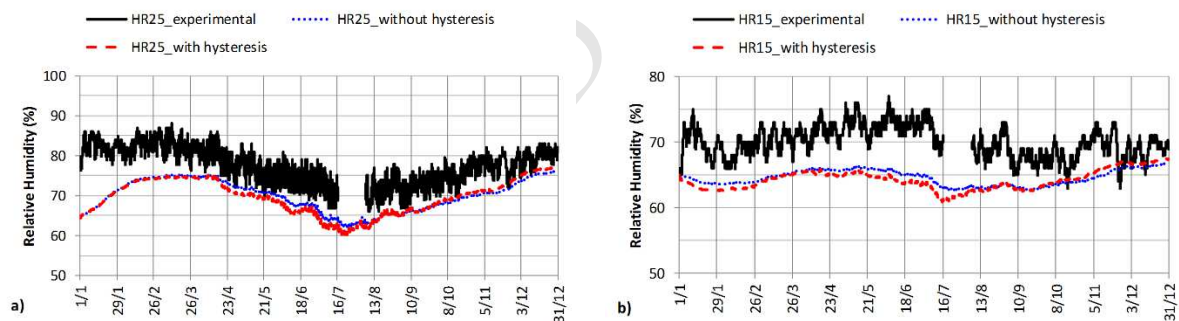 HR25_experimental HR25_without hysteresis
HR25_with hysteresis
Relative Humidity (%)
100
90
80
70
60
50
1/1 29/1 26/2 26/3 23/4 21/5 18/6 16/7 13/8 10/9 8/10 5/11 3/12 31/12
a)
HR15_experimental HR15_without hysteresis
HR15_with hysteresis
Relative Humidity (%)
80
70
60
50
1/1 29/1 26/2 26/3 23/4 21/5 18/6 16/7 13/8 10/9 8/10 5/11 3/12 31/12
b)